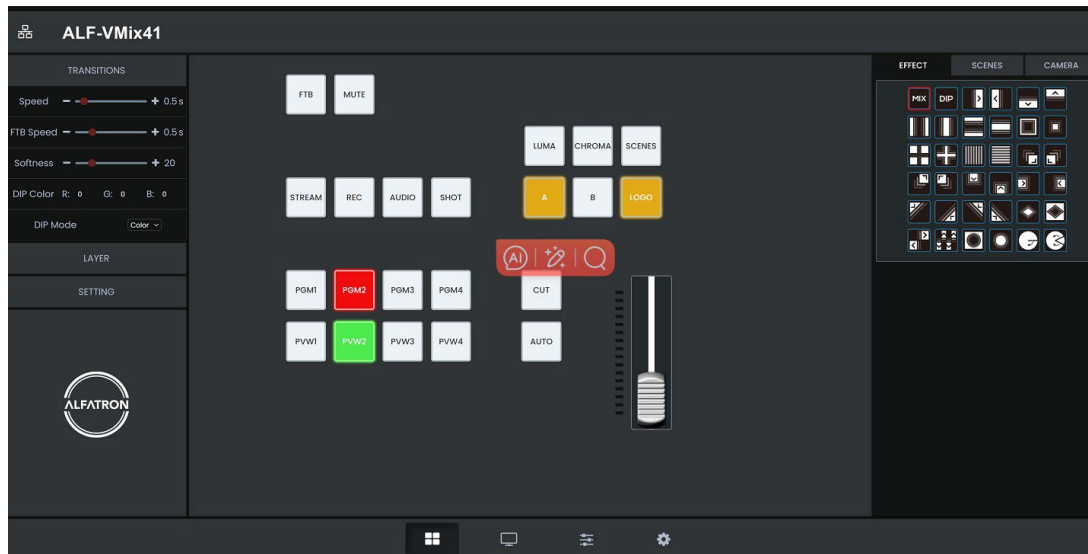 ALF-VMix41
TRANSITIONS
Speed 0.5 s
FTB Speed 0.5 s
Softness 20
DIP Color R: 0 G: 0 B: 0
DIP Mode Color
LAYER
SETTING
ALFATRON
FTB MUTE
LUMA CHROMA SCENES
STREAM REC AUDIO SHOT A B LOGO
AI
PGM1 PGM2 PGM3 PGM4 CUT
PVW1 PVW2 PVW3 PVW4 AUTO
EFFECT SCENES CAMERA
MIX DIP